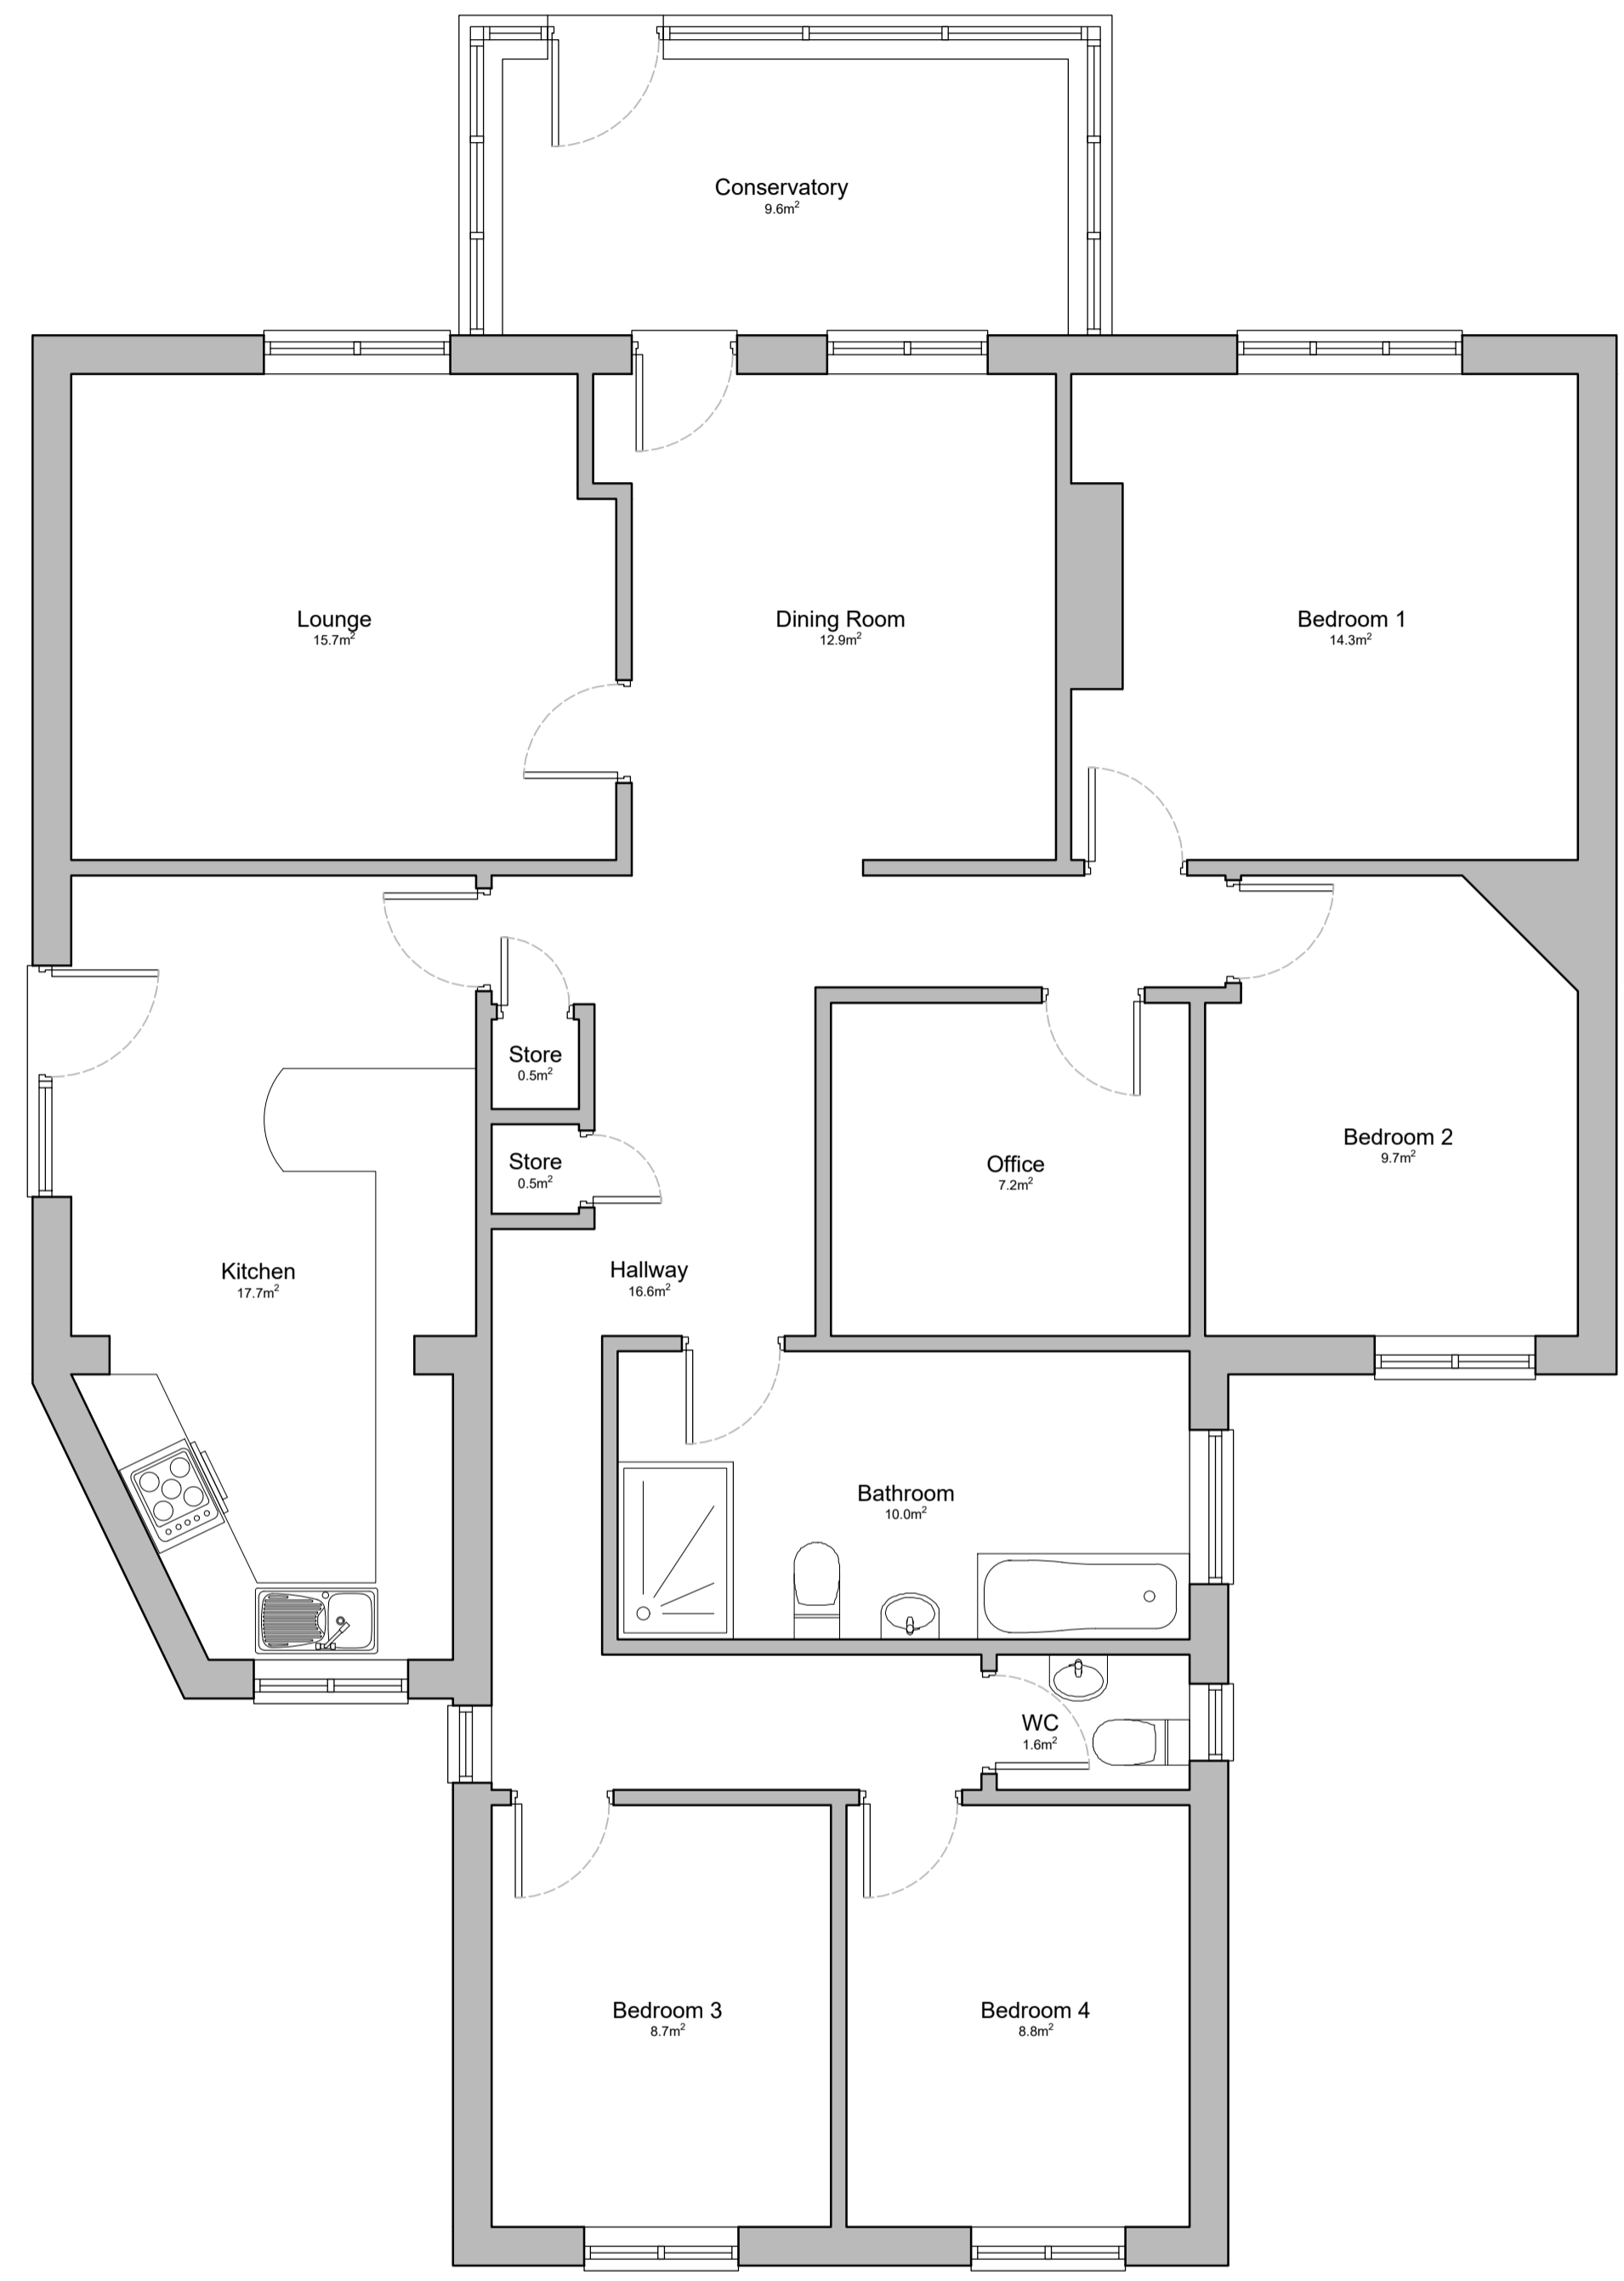 Conservatory
9.6m²
Lounge
15.7m²
Dining Room
12.9m²
Bedroom 1
14.3m²
Store
0.5m²
Store
0.5m²
Office
7.2m²
Bedroom 2
9.7m²
Kitchen
17.7m²
Hallway
16.6m²
Bathroom
10.0m²
WC
1.6m²
Bedroom 3
8.7m²
Bedroom 4
8.8m²